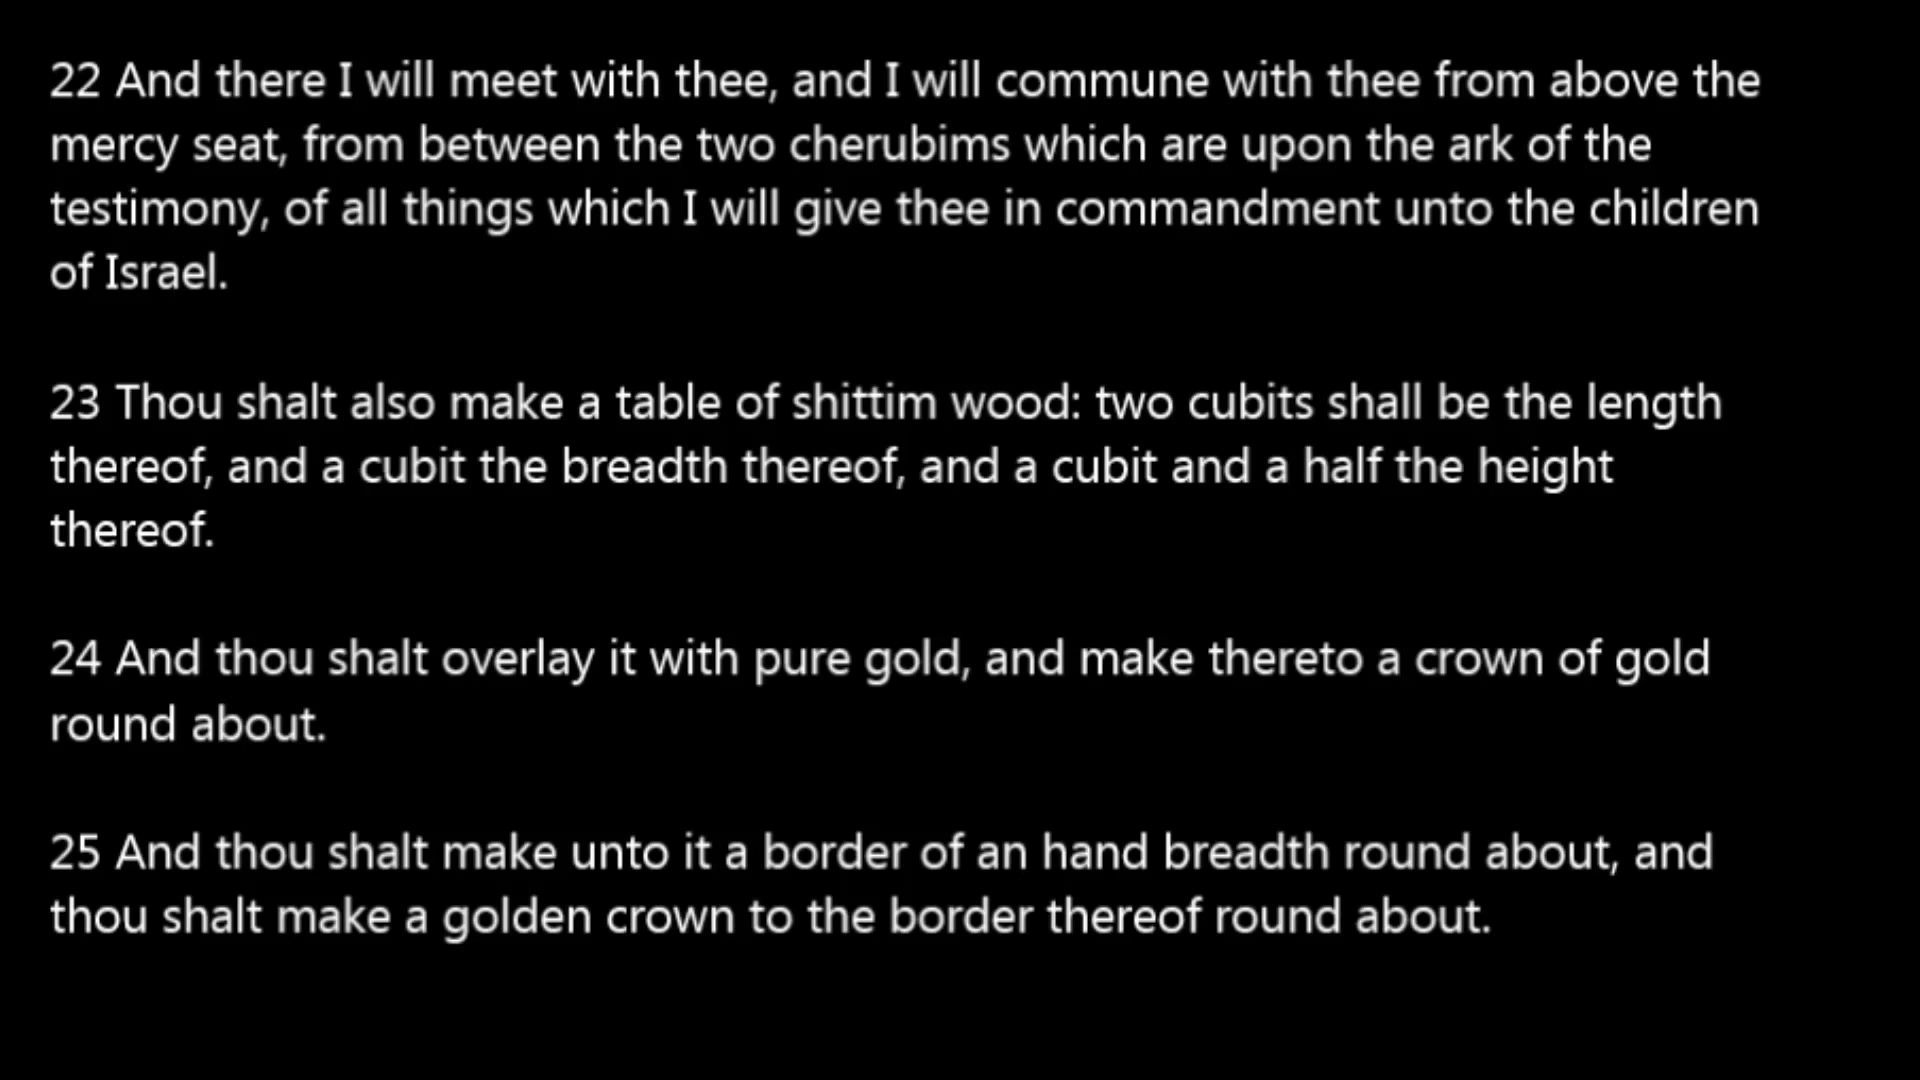 22 And there I will meet with thee, and I will commune with thee from above the
mercy seat, from between the two cherubims which are upon the ark of the
testimony, of all things which I will give thee in commandment unto the children
of Israel.
23 Thou shalt also make a table of shittim wood: two cubits shall be the length
thereof, and a cubit the breadth thereof, and a cubit and a half the height
thereof.
24 And thou shalt overlay it with pure gold, and make thereto a crown of gold
round about.
25 And thou shalt make unto it a border of an hand breadth round about, and
thou shalt make a golden crown to the border thereof round about.